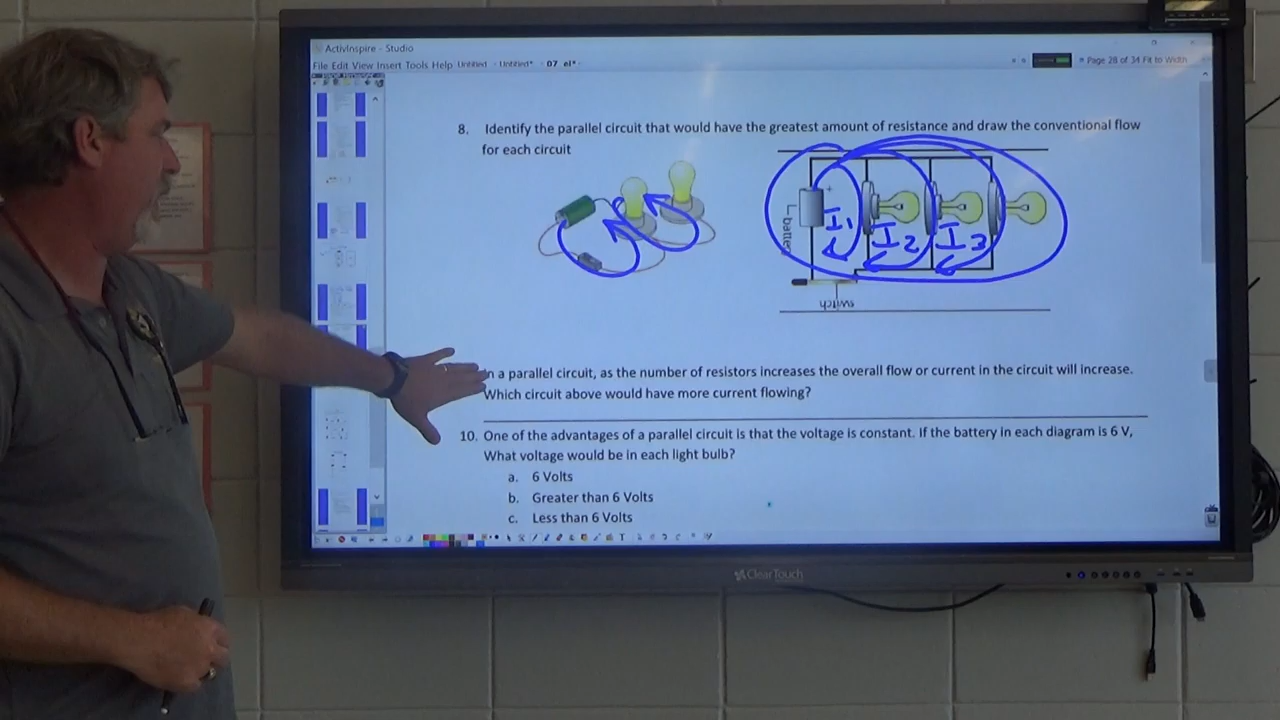 ActivInspire - Studio
File Edit View Insert Tools Help Untitled Untitled* 07 el*
Page 28 of 34 Fit to Width
8. Identify the parallel circuit that would have the greatest amount of resistance and draw the conventional flow
for each circuit
+
I1
I2
I3
switch
n a parallel circuit, as the number of resistors increases the overall flow or current in the circuit will increase.
Which circuit above would have more current flowing?
10. One of the advantages of a parallel circuit is that the voltage is constant. If the battery in each diagram is 6 V,
What voltage would be in each light bulb?
a. 6 Volts
b. Greater than 6 Volts
c. Less than 6 Volts
ClearTouch